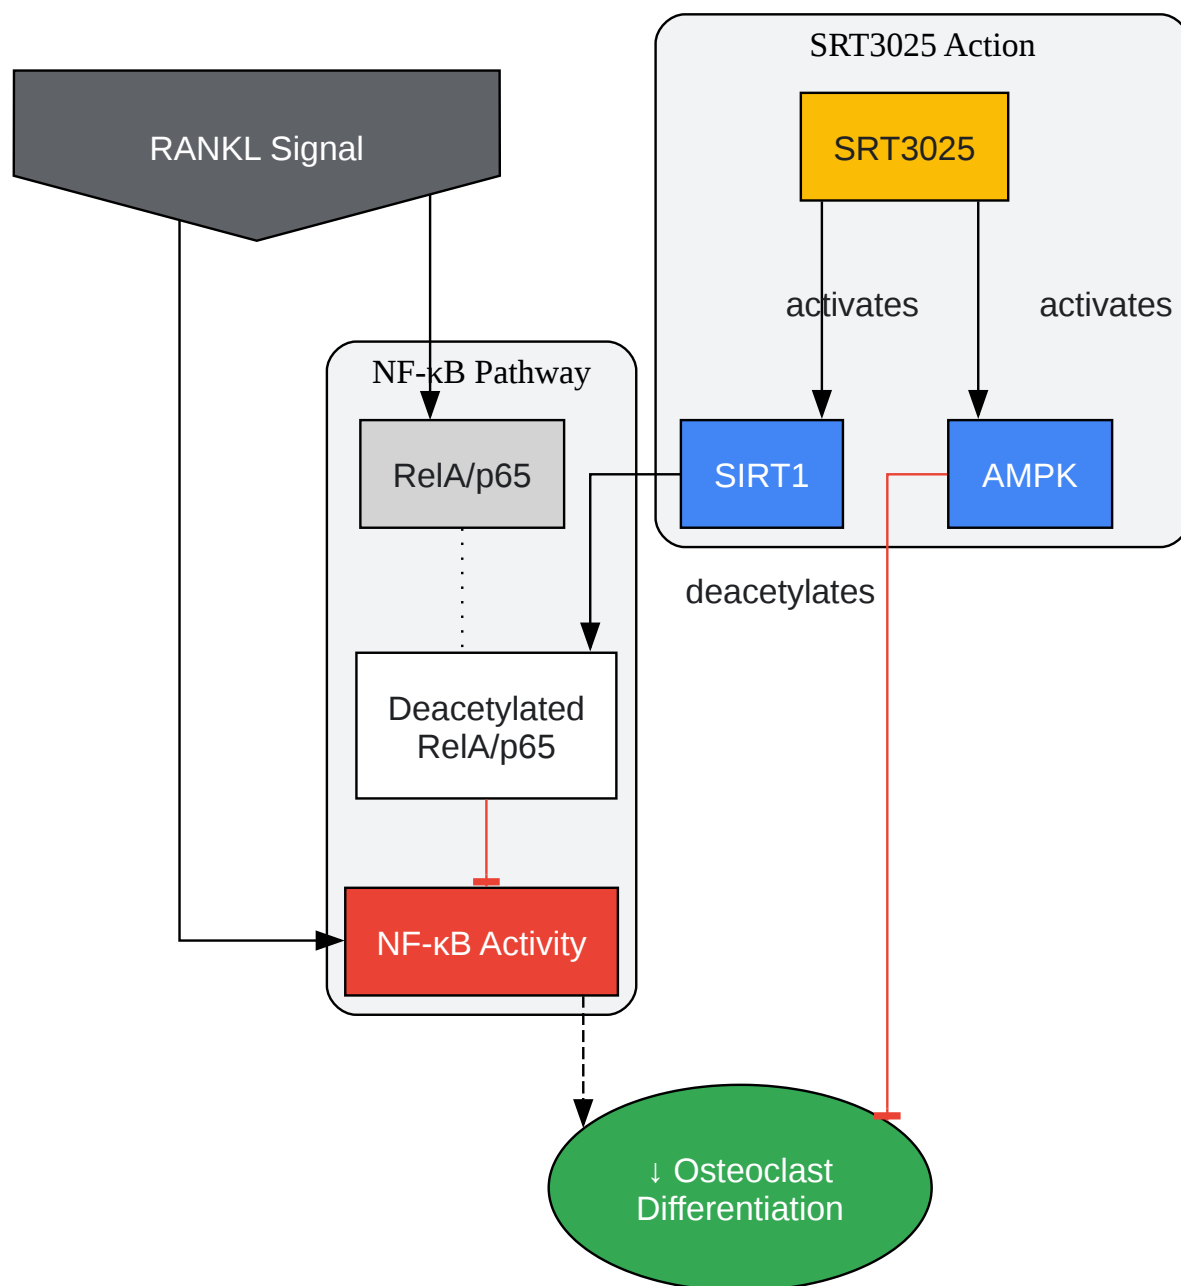 SRT3025 Action
RANKL Signal
SRT3025
activates
activates
NF-κB Pathway
RelA/p65
SIRT1
AMPK
deacetylates
Deacetylated
RelA/p65
NF-κB Activity
↓ Osteoclast
Differentiation